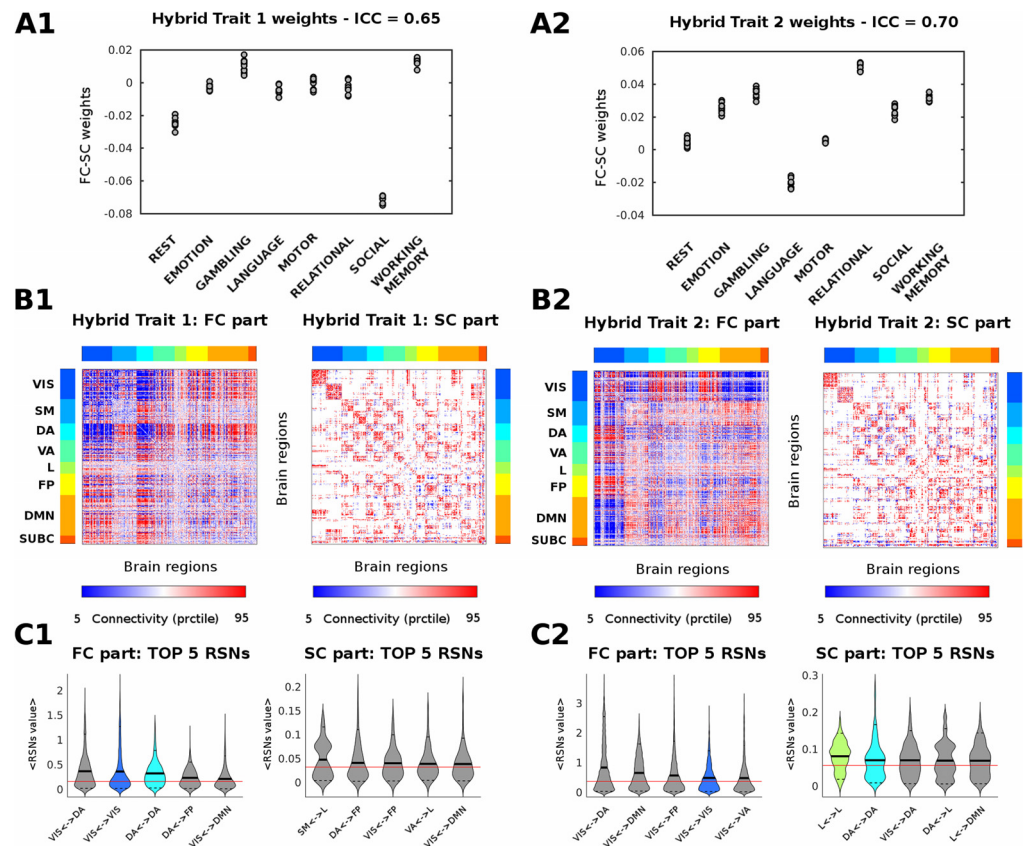 A1
Hybrid Trait 1 weights - ICC = 0.65
FC-SC weights
0.02
0
-0.02
-0.04
-0.06
-0.08
REST
EMOTION
GAMBLING
LANGUAGE
MOTOR
RELATIONAL
SOCIAL
WORKING
MEMORY
A2
Hybrid Trait 2 weights - ICC = 0.70
FC-SC weights
0.06
0.04
0.02
0
-0.02
-0.04
REST
EMOTION
GAMBLING
LANGUAGE
MOTOR
RELATIONAL
SOCIAL
WORKING
MEMORY
B1
Hybrid Trait 1: FC part
Hybrid Trait 1: SC part
VIS
SM
DA
VA
L
FP
DMN
SUBC
Brain regions
Brain regions
Brain regions
5 Connectivity (prctile) 95
5 Connectivity (prctile) 95
B2
Hybrid Trait 2: FC part
Hybrid Trait 2: SC part
VIS
SM
DA
VA
L
FP
DMN
SUBC
Brain regions
Brain regions
Brain regions
5 Connectivity (prctile) 95
5 Connectivity (prctile) 95
C1
FC part: TOP 5 RSNs
<RSNs value>
2
1.5
1
0.5
0
VIS<->DA
VIS<->VIS
DA<->DA
DA<->FP
VIS<->DMN
SC part: TOP 5 RSNs
<RSNs value>
0.2
0.15
0.1
0.05
0
SM<->L
DA<->FP
VIS<->FP
VA<->L
VIS<->DMN
C2
FC part: TOP 5 RSNs
<RSNs value>
3
2
1
0
VIS<->DA
VIS<->DMN
VIS<->FP
VIS<->VIS
VIS<->VA
SC part: TOP 5 RSNs
<RSNs value>
0.3
0.2
0.1
0
L<->L
DA<->DA
VIS<->DA
DA<->L
L<->DMN